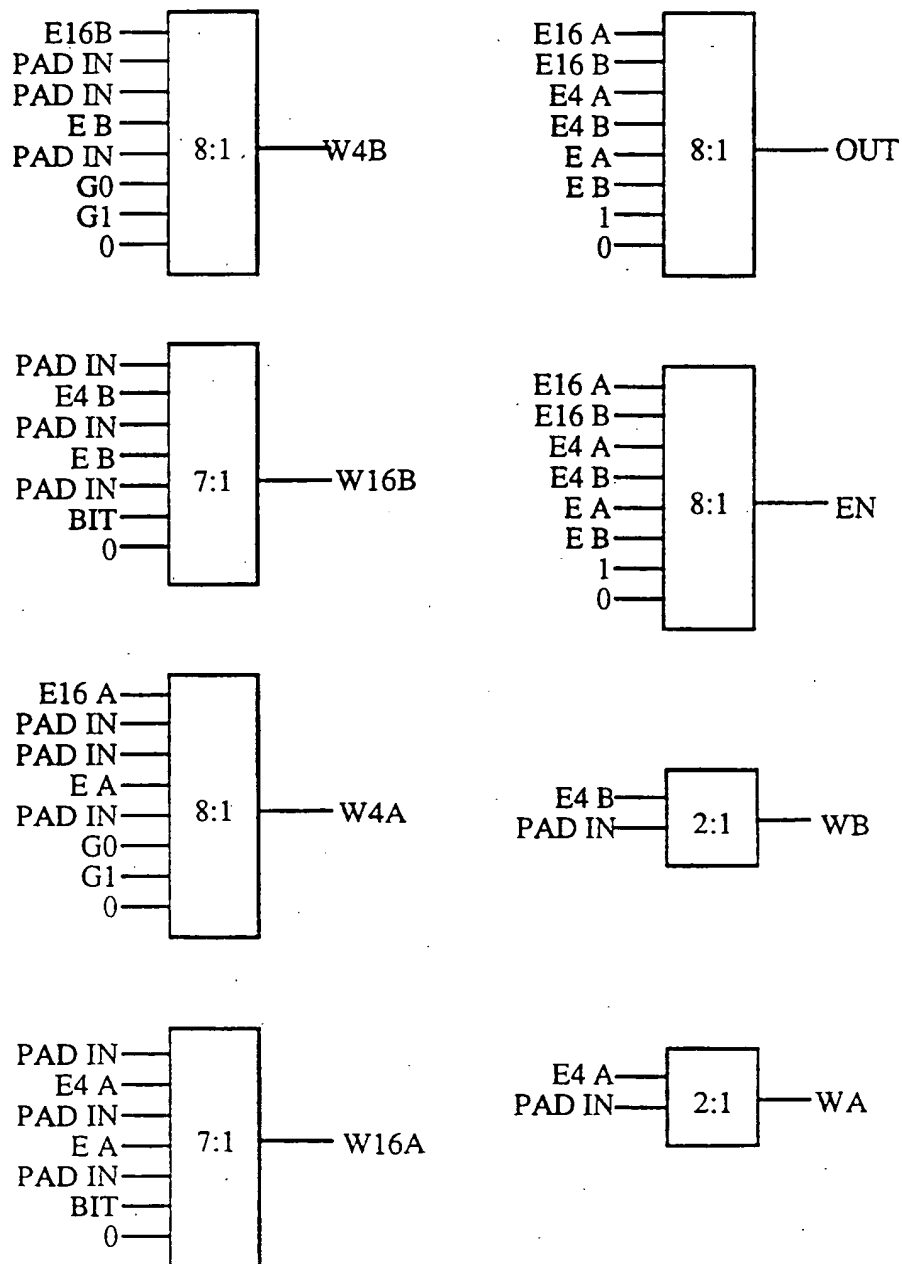 E16B
PAD IN
PAD IN
E B
PAD IN
G0
G1
0
8:1
W4B
E16 A
E16 B
E4 A
E4 B
E A
E B
1
0
8:1
OUT
PAD IN
E4 B
PAD IN
E B
PAD IN
BIT
0
7:1
W16B
E16 A
E16 B
E4 A
E4 B
E A
E B
1
0
8:1
EN
E16 A
PAD IN
PAD IN
E A
PAD IN
G0
G1
0
8:1
W4A
E4 B
PAD IN
2:1
WB
PAD IN
E4 A
PAD IN
E A
PAD IN
BIT
0
7:1
W16A
E4 A
PAD IN
2:1
WA